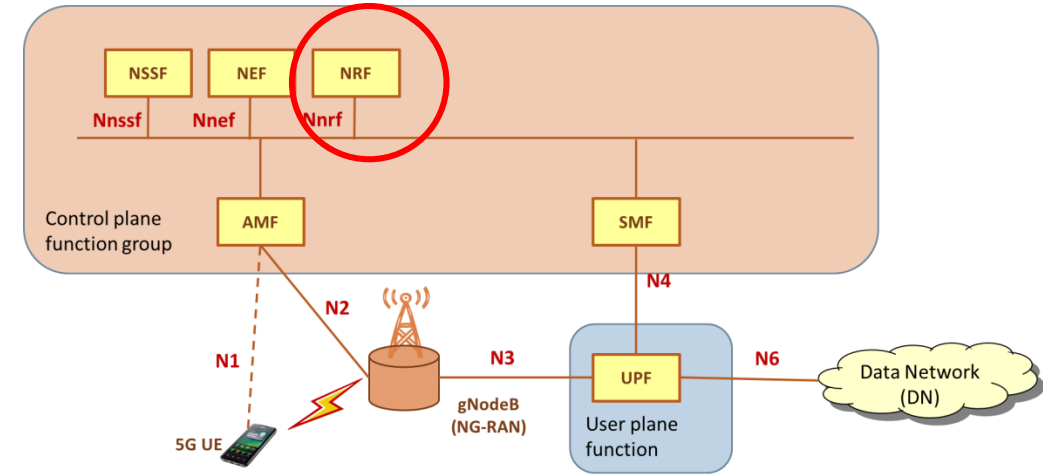 NSSF
NEF
NRF
Nnssf
Nnef
Nnrf
Control plane
function group
AMF
SMF
N4
N2
N1
N3
N6
UPF
Data Network
(DN)
gNodeB
(NG-RAN)
User plane
function
5G UE